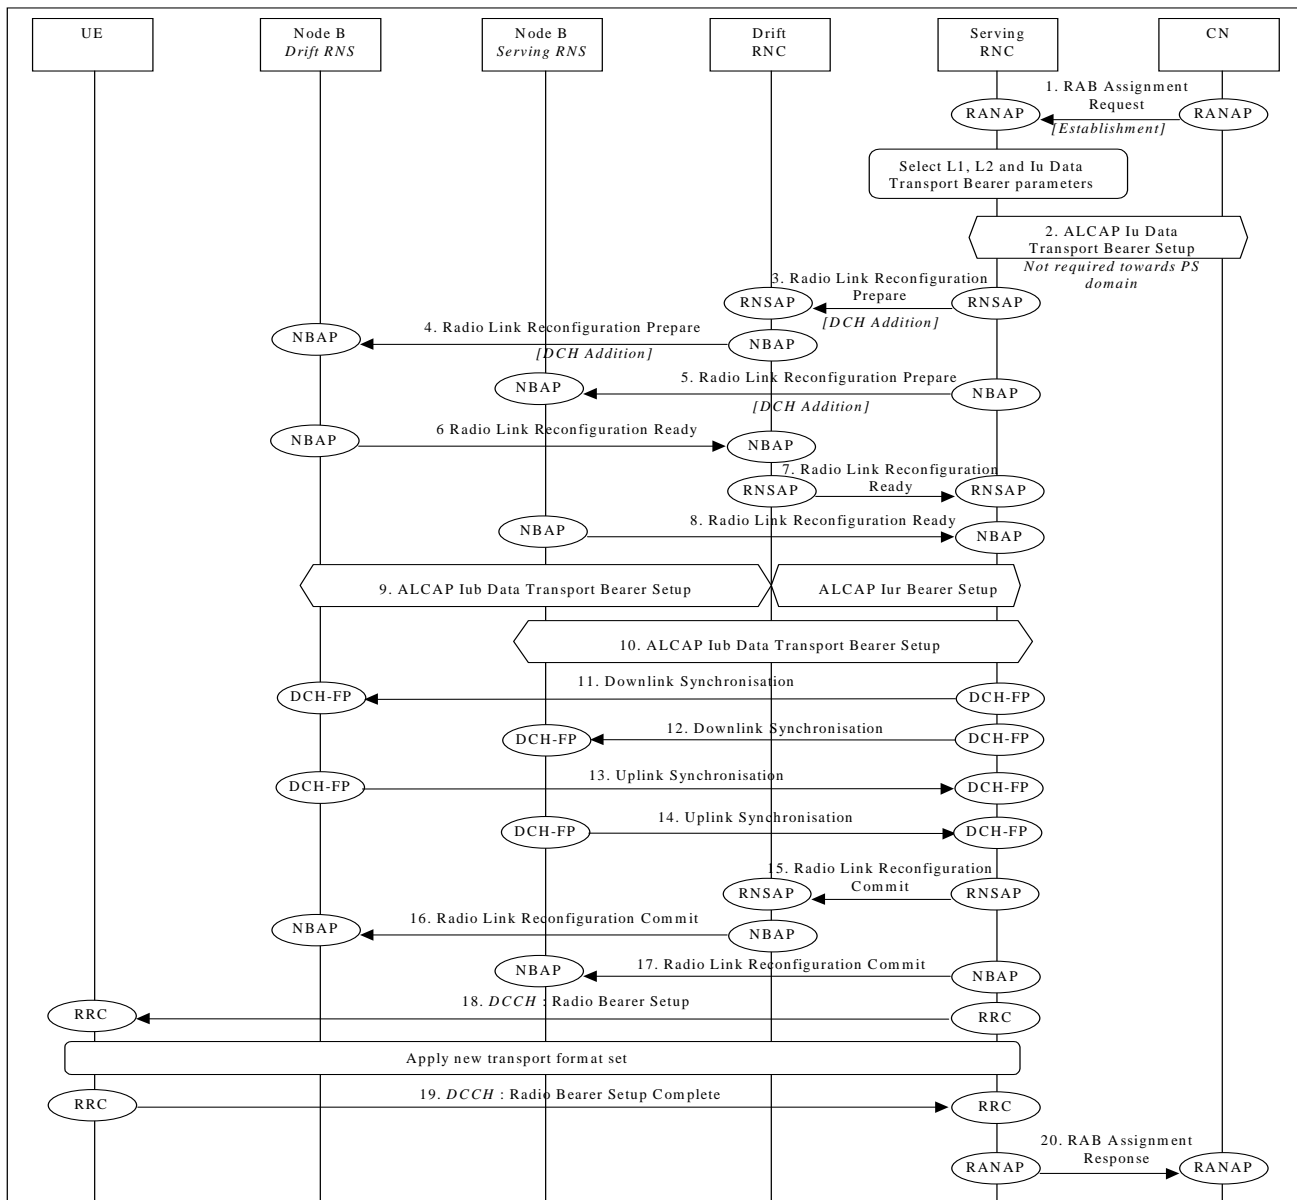 UE
Node B
Drift RNS
Node B
Serving RNS
Drift
RNC
Serving
RNC
CN
1. RAB Assignment
Request
RANAP
RANAP
[Establishment]
Select L1, L2 and Iu Data
Transport Bearer parameters
2. ALCAP Iu Data
Transport Bearer Setup
Not required towards PS
domain
3. Radio Link Reconfiguration
Prepare
RNSAP
RNSAP
[DCH Addition]
4. Radio Link Reconfiguration Prepare
NBAP
NBAP
[DCH Addition]
5. Radio Link Reconfiguration Prepare
NBAP
NBAP
[DCH Addition]
6 Radio Link Reconfiguration Ready
NBAP
NBAP
7. Radio Link Reconfiguration
Ready
RNSAP
RNSAP
8. Radio Link Reconfiguration Ready
NBAP
NBAP
9. ALCAP Iub Data Transport Bearer Setup
ALCAP Iur Bearer Setup
10. ALCAP Iub Data Transport Bearer Setup
11. Downlink Synchronisation
DCH-FP
DCH-FP
12. Downlink Synchronisation
DCH-FP
DCH-FP
13. Uplink Synchronisation
DCH-FP
DCH-FP
14. Uplink Synchronisation
DCH-FP
DCH-FP
15. Radio Link Reconfiguration
Commit
RNSAP
RNSAP
16. Radio Link Reconfiguration Commit
NBAP
NBAP
17. Radio Link Reconfiguration Commit
NBAP
NBAP
18. DCCH : Radio Bearer Setup
RRC
RRC
Apply new transport format set
19. DCCH : Radio Bearer Setup Complete
RRC
RRC
20. RAB Assignment
Response
RANAP
RANAP